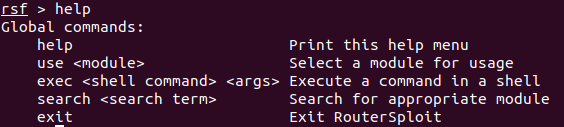 rsf > help
Global commands:
    help                        Print this help menu
    use <module>                Select a module for usage
    exec <shell command> <args> Execute a command in a shell
    search <search term>        Search for appropriate module
    exit                        Exit RouterSploit